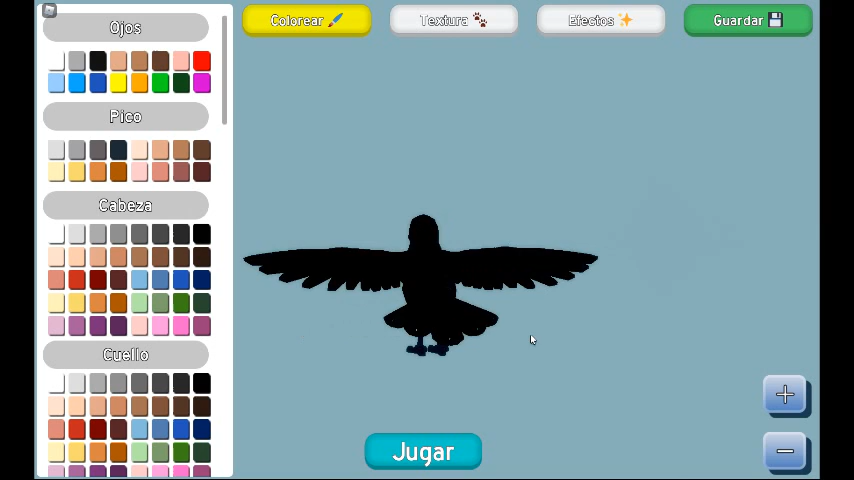 Ojos
Colorear
Textura
Efectos
Guardar
Pico
Cabeza
Cuello
Jugar
+
−